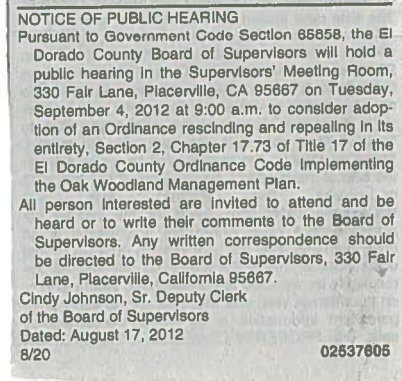 NOTICE OF PUBLIC HEARING
Pursuant to Government Code Section 65858, the El
Dorado County Board of Supervisors will hold a
public hearing in the Supervisors' Meeting Room,
330 Fair Lane, Placerville, CA 95667 on Tuesday,
September 4, 2012 at 9:00 a.m. to consider adop-
tion of an Ordinance rescinding and repealing in its
entirety, Section 2, Chapter 17.73 of Title 17 of the
El Dorado County Ordinance Code implementing
the Oak Woodland Management Plan.
All person interested are invited to attend and be
heard or to write their comments to the Board of
Supervisors. Any written correspondence should
be directed to the Board of Supervisors, 330 Fair
Lane, Placerville, California 95667.
Cindy Johnson, Sr. Deputy Clerk
of the Board of Supervisors
Dated: August 17, 2012
8/20 02537605